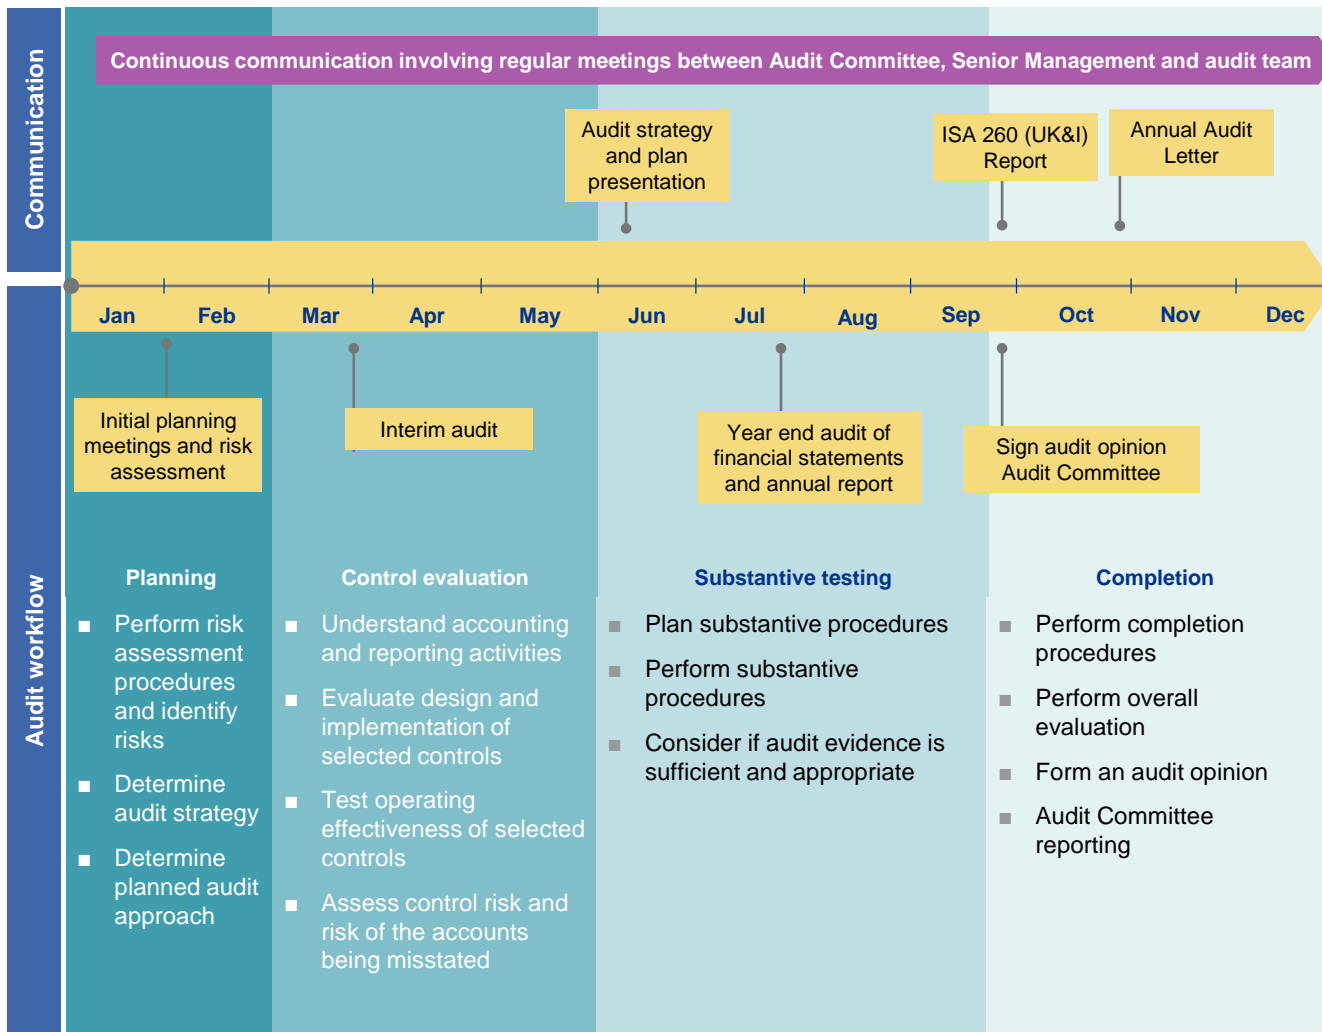 Communication
Continuous communication involving regular meetings between Audit Committee, Senior Management and audit team
Audit strategy
and plan
presentation
ISA 260 (UK&I)
Report
Annual Audit
Letter
Jan
Feb
Mar
Apr
May
Jun
Jul
Aug
Sep
Oct
Nov
Dec
Initial planning
meetings and risk
assessment
Interim audit
Year end audit of
financial statements
and annual report
Sign audit opinion
Audit Committee
Audit workflow
Planning
■ Perform risk
assessment
procedures
and identify
risks
■ Determine
audit strategy
■ Determine
planned audit
approach
Control evaluation
■ Understand accounting
and reporting activities
■ Evaluate design and
implementation of
selected controls
■ Test operating
effectiveness of selected
controls
■ Assess control risk and
risk of the accounts
being misstated
Substantive testing
■ Plan substantive procedures
■ Perform substantive
procedures
■ Consider if audit evidence is
sufficient and appropriate
Completion
■ Perform completion
procedures
■ Perform overall
evaluation
■ Form an audit opinion
■ Audit Committee
reporting